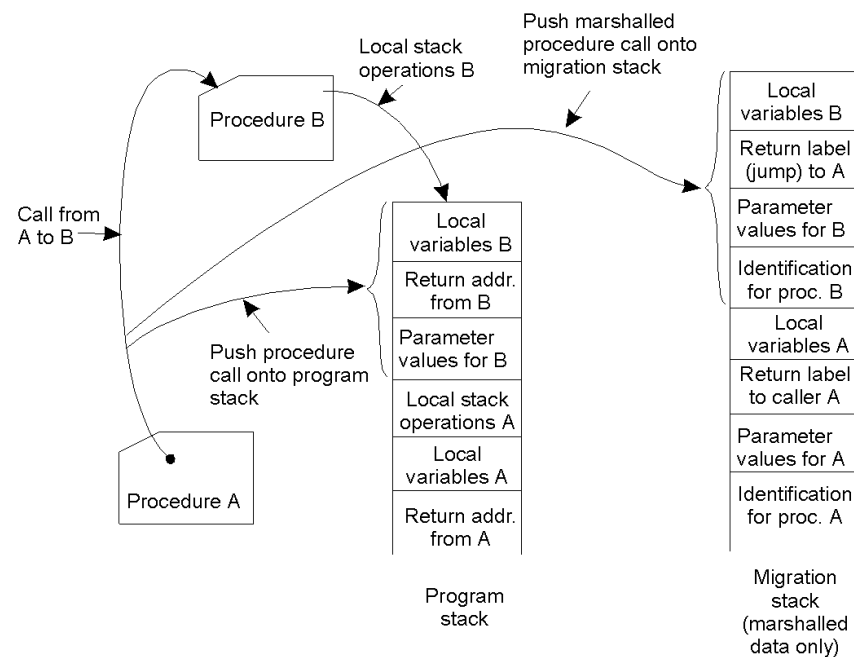 Push marshalled
procedure call onto
migration stack
Local stack
operations B
Procedure B
Call from
A to B
Push procedure
call onto program
stack
Procedure A
Local
variables B
Return addr.
from B
Parameter
values for B
Local stack
operations A
Local
variables A
Return addr.
from A
Program
stack
Local
variables B
Return label
(jump) to A
Parameter
values for B
Identification
for proc. B
Local
variables A
Return label
to caller A
Parameter
values for A
Identification
for proc. A
Migration
stack
(marshalled
data only)